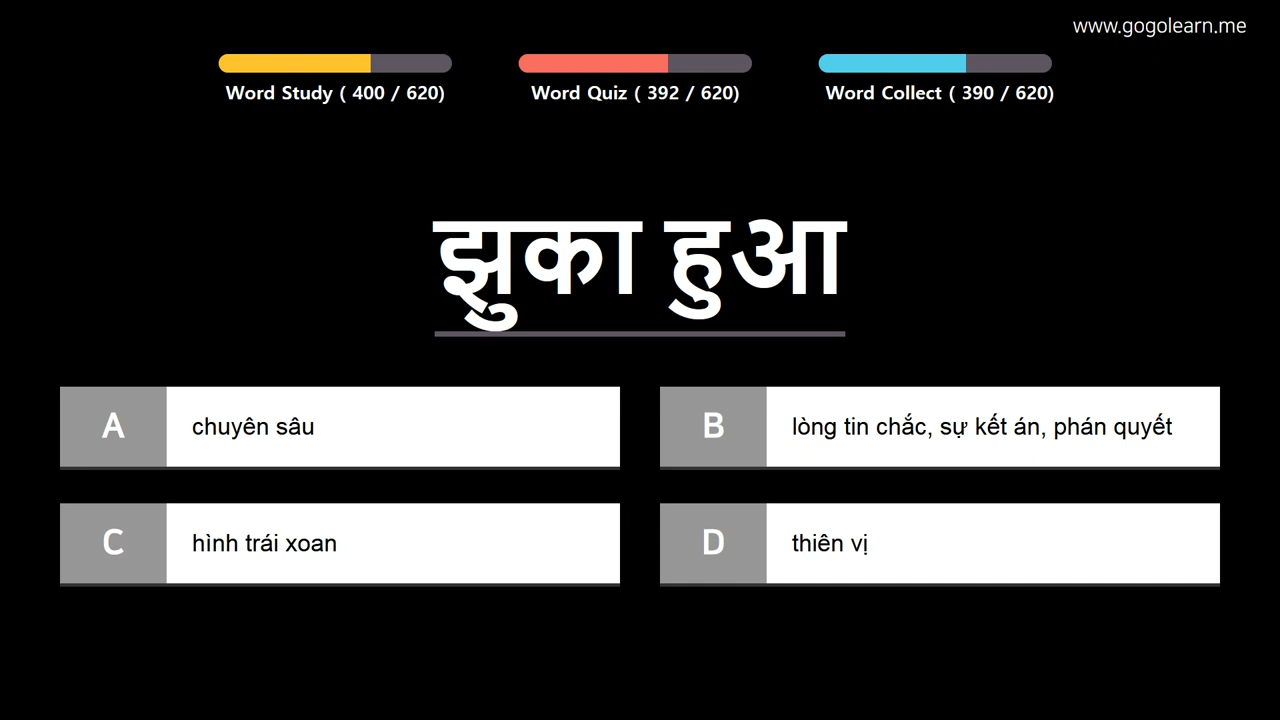 www.gogolearn.me
Word Study ( 400 / 620)
Word Quiz ( 392 / 620)
Word Collect ( 390 / 620)
झुका हुआ
A chuyên sâu
B lòng tin chắc, sự kết án, phán quyết
C hình trái xoan
D thiên vị